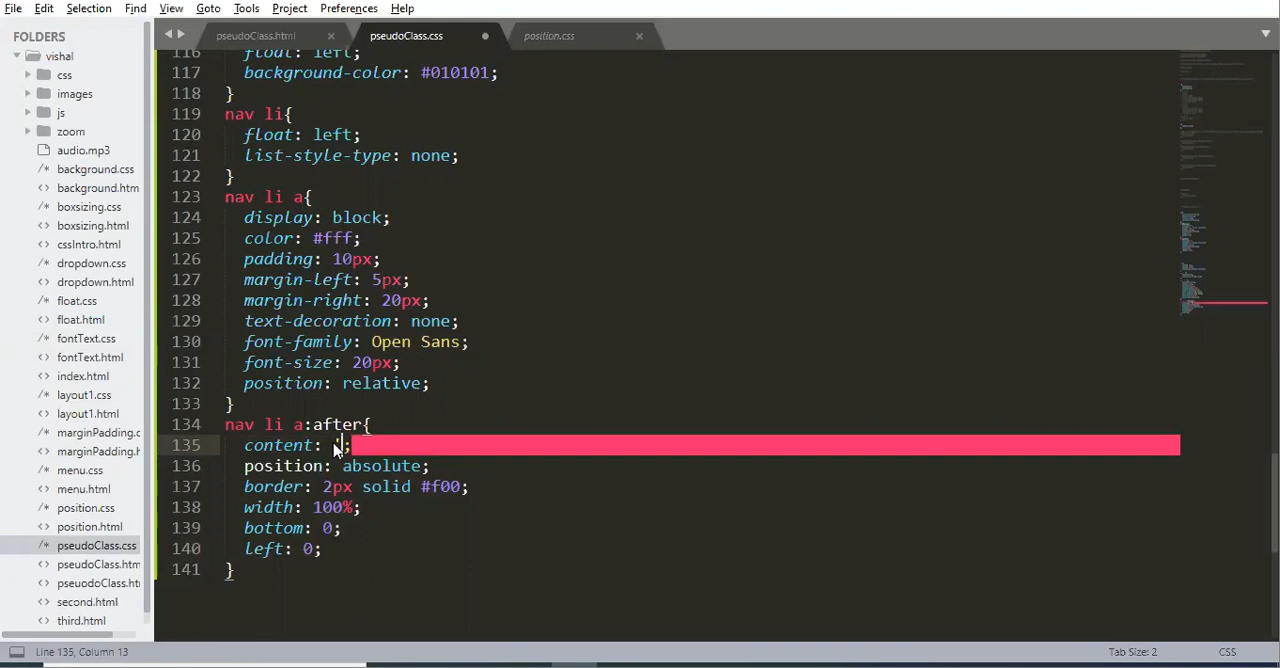 File Edit Selection Find View Goto Tools Project Preferences Help
FOLDERS
vishal
css
images
js
zoom
audio.mp3
/* background.css
<> background.htm
/* boxsizing.css
<> boxsizing.html
<> cssIntro.html
/* dropdown.css
<> dropdown.html
/* float.css
<> float.html
/* fontText.css
<> fontText.html
<> index.html
/* layout1.css
<> layout1.html
/* marginPadding.c
<> marginPadding.h
/* menu.css
<> menu.html
/* position.css
<> position.html
/* pseudoClass.css
<> pseudoClass.htm
<> pseuodoClass.ht
<> second.html
<> third.html
pseudoClass.html × pseudoClass.css position.css ×
116 float: left;
117 background-color: #010101;
118 }
119 nav li{
120 float: left;
121 list-style-type: none;
122 }
123 nav li a{
124 display: block;
125 color: #fff;
126 padding: 10px;
127 margin-left: 5px;
128 margin-right: 20px;
129 text-decoration: none;
130 font-family: Open Sans;
131 font-size: 20px;
132 position: relative;
133 }
134 nav li a:after{
135 content: ';
136 position: absolute;
137 border: 2px solid #f00;
138 width: 100%;
139 bottom: 0;
140 left: 0;
141 }
Line 135, Column 13 Tab Size: 2 CSS